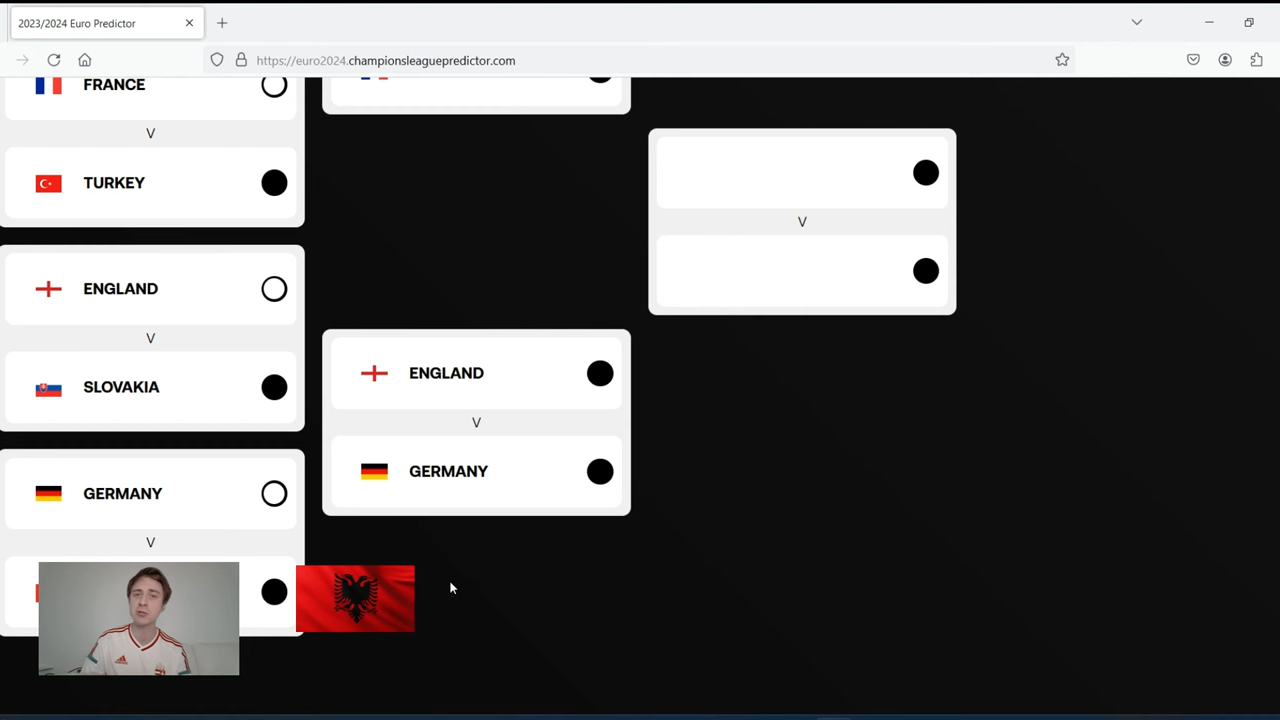 2023/2024 Euro Predictor
https://euro2024.championsleaguepredictor.com
FRANCE
V
TURKEY
ENGLAND
V
SLOVAKIA
GERMANY
V
ENGLAND
V
GERMANY
V